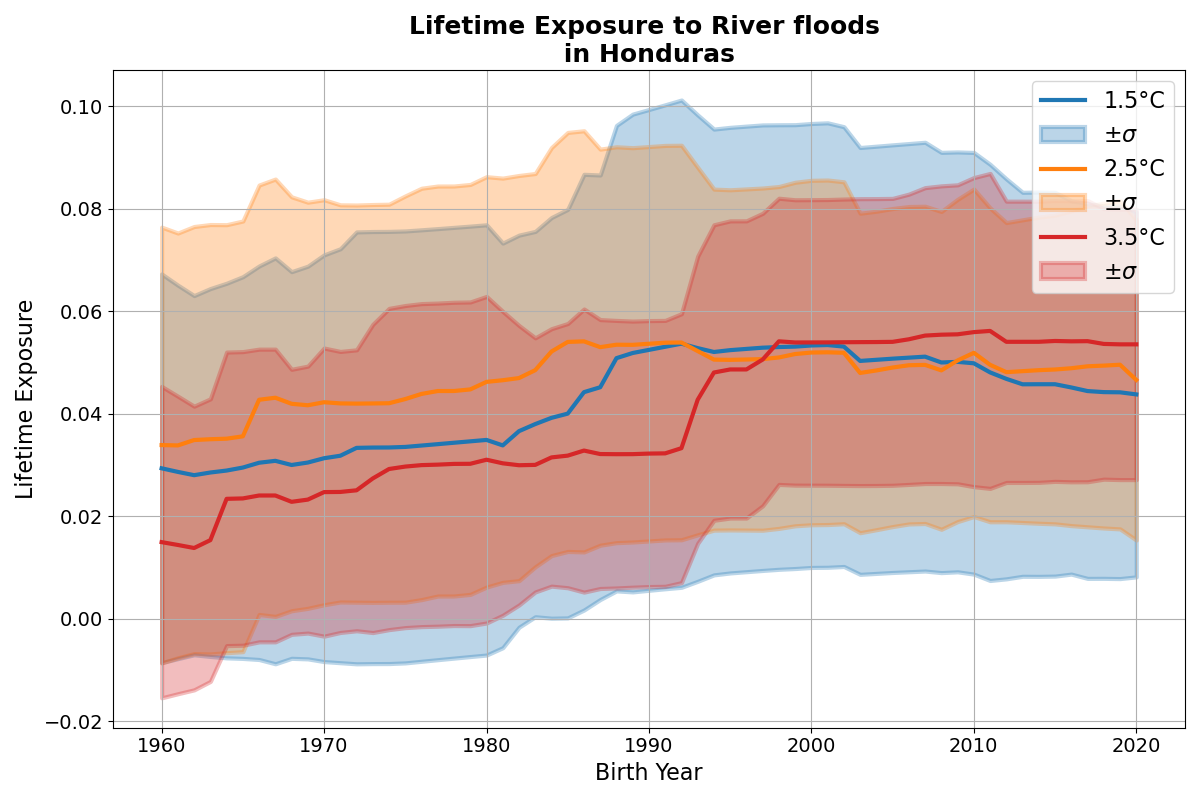 Lifetime Exposure to River floods
in Honduras
Lifetime Exposure
0.10
0.08
0.06
0.04
0.02
0.00
−0.02
1960
1970
1980
1990
2000
2010
2020
Birth Year
1.5°C
±σ
2.5°C
±σ
3.5°C
±σ